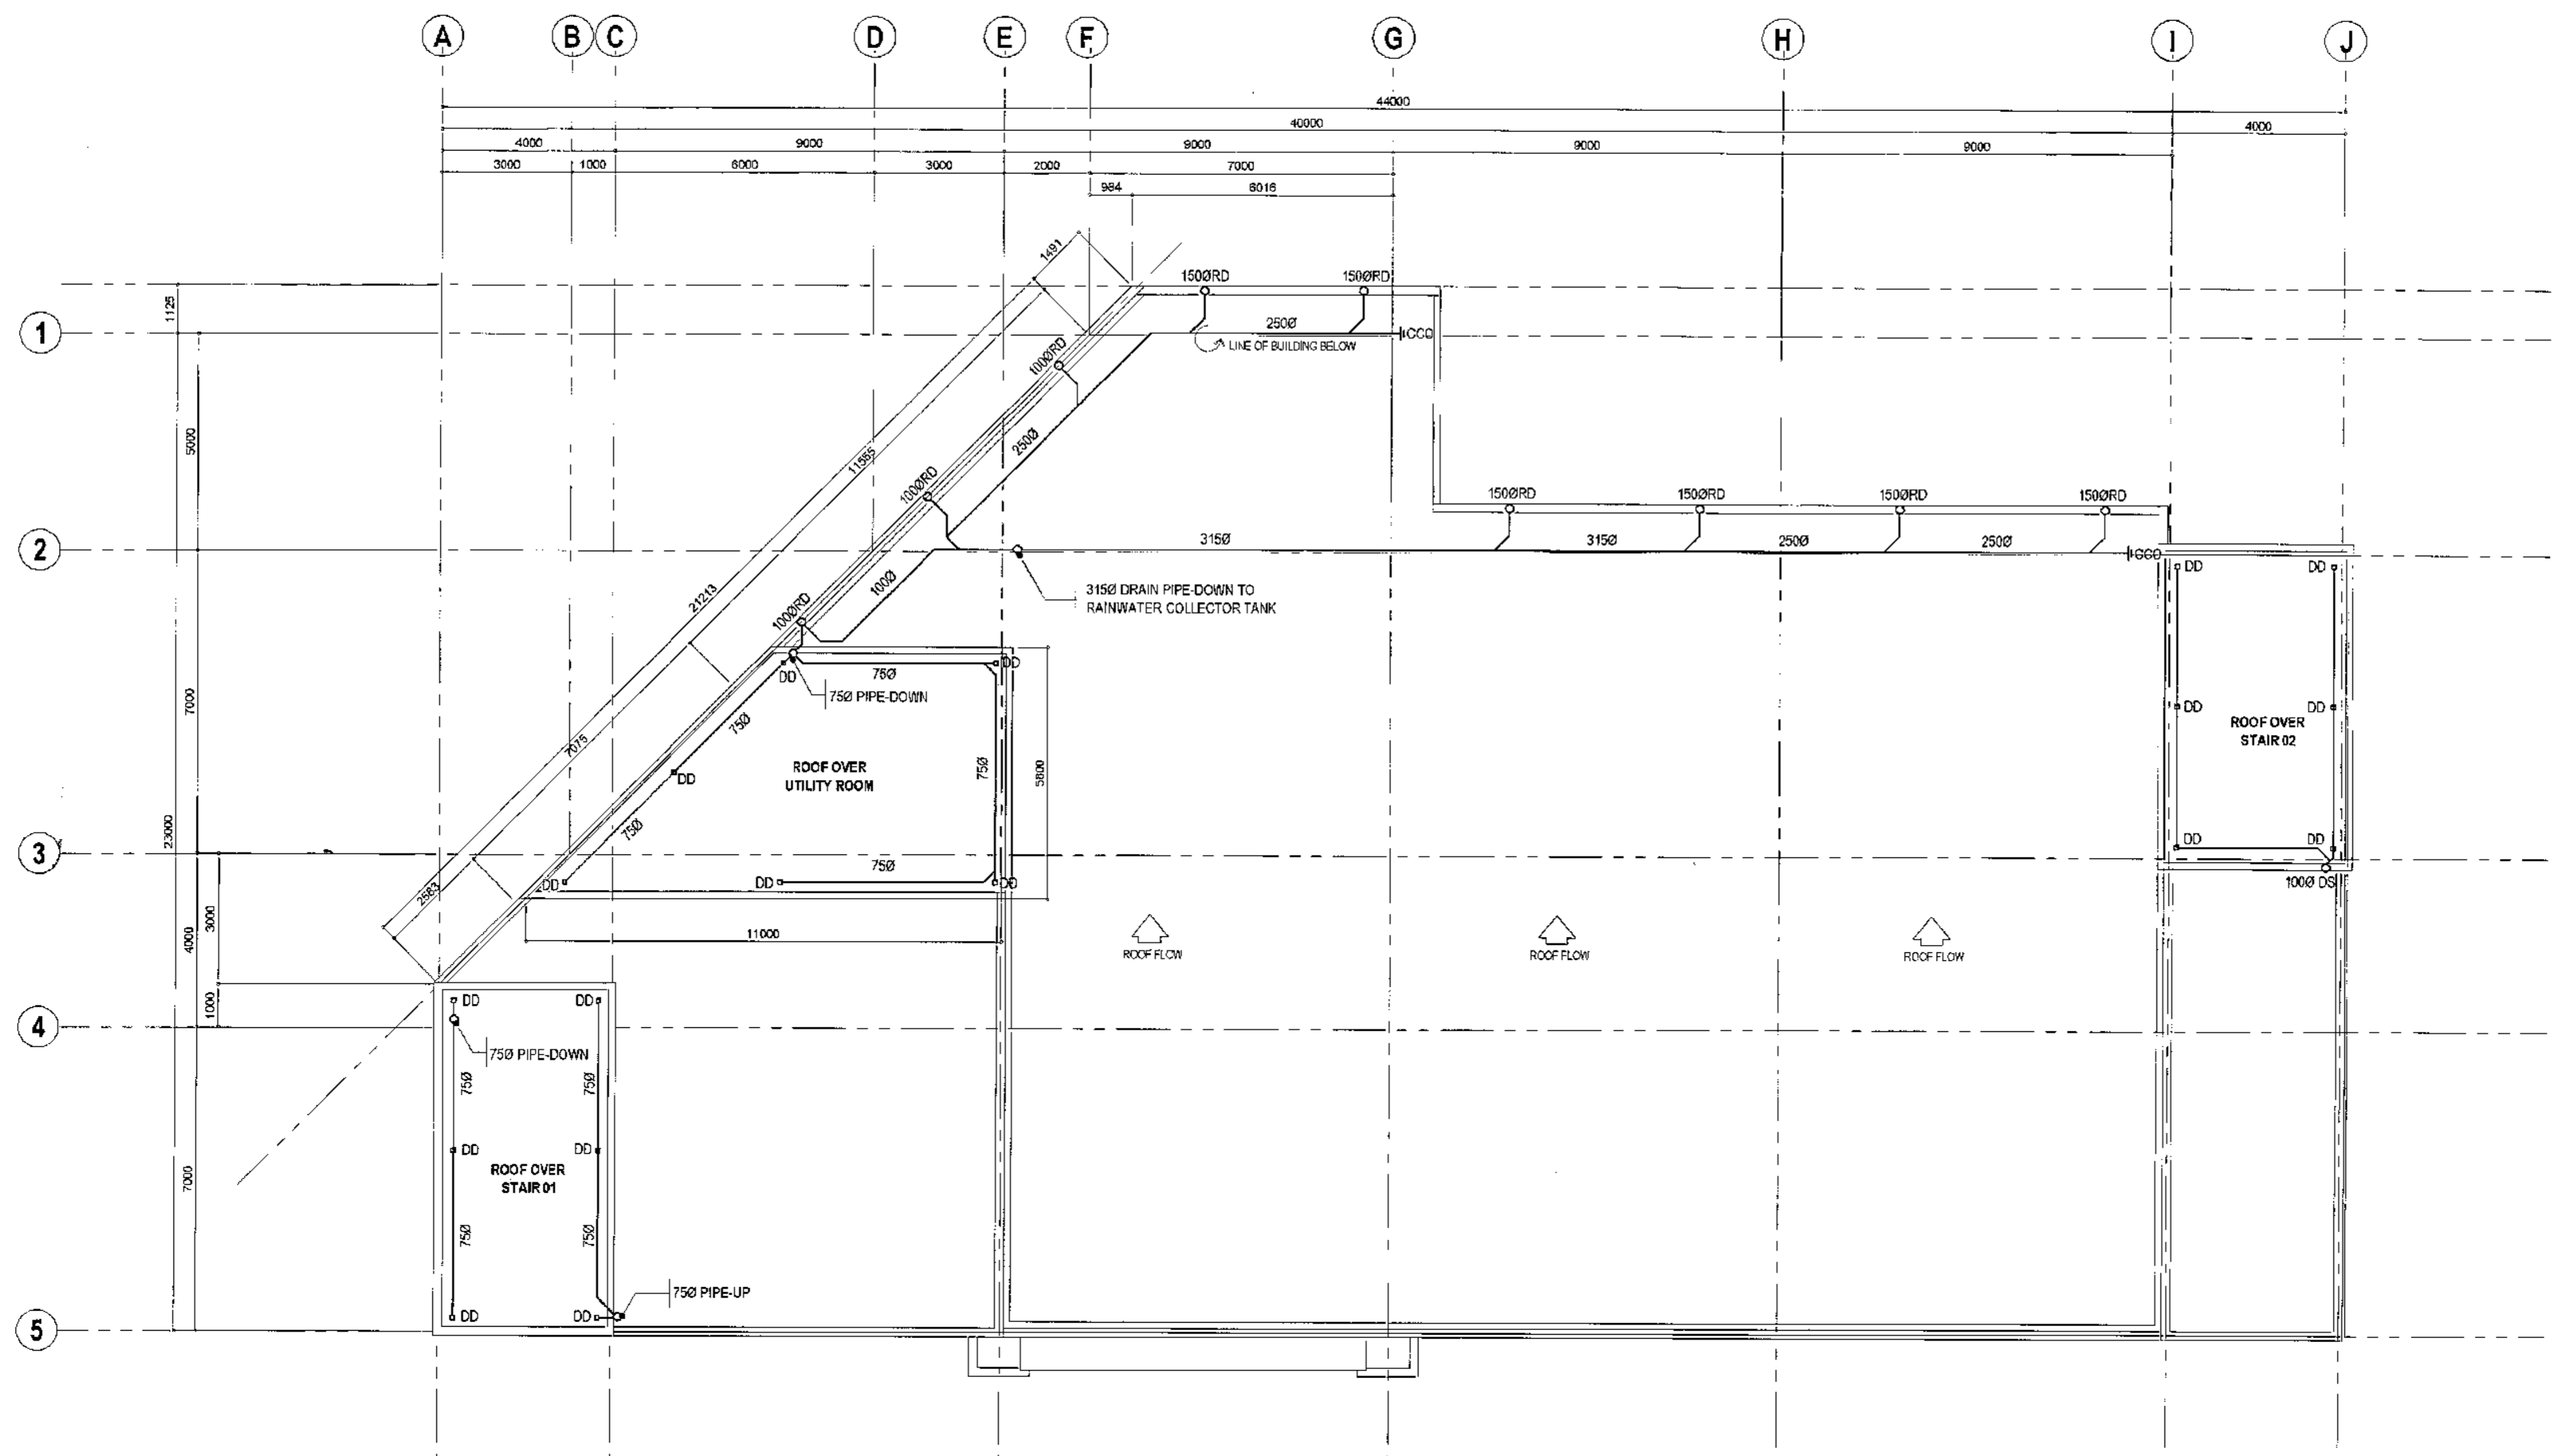 A B C D E F G H I J
44000
40000 4000
4000 9000 9000 9000 9000
3000 1000 6000 3000 2000 7000
984 6016
1491
1500RD 1500RD
1125
1
250Ø CCO
LINE OF BUILDING BELOW
100ØRD
5000
250Ø
11565
100ØRD
150ØRD 150ØRD 150ØRD 150ØRD
2
315Ø 315Ø 250Ø 250Ø CCO
100Ø
315Ø DRAIN PIPE-DOWN TO
RAINWATER COLLECTOR TANK
DD DD
21213
100ØRD
DD 75Ø DD
75Ø PIPE-DOWN
7000
75Ø
7075
DD DD
ROOF OVER
STAIR 02
DD
ROOF OVER
UTILITY ROOM
75Ø
5800
75Ø
23000
3
DD DD
75Ø
DD DD DD
100Ø DS
2563
3000
4000
11000
ROOF FLOW ROOF FLOW ROOF FLOW
1000
DD DD
4
75Ø PIPE-DOWN
75Ø 75Ø
DD DD
7000
ROOF OVER
STAIR 01
75Ø 75Ø
75Ø PIPE-UP
DD DD
5